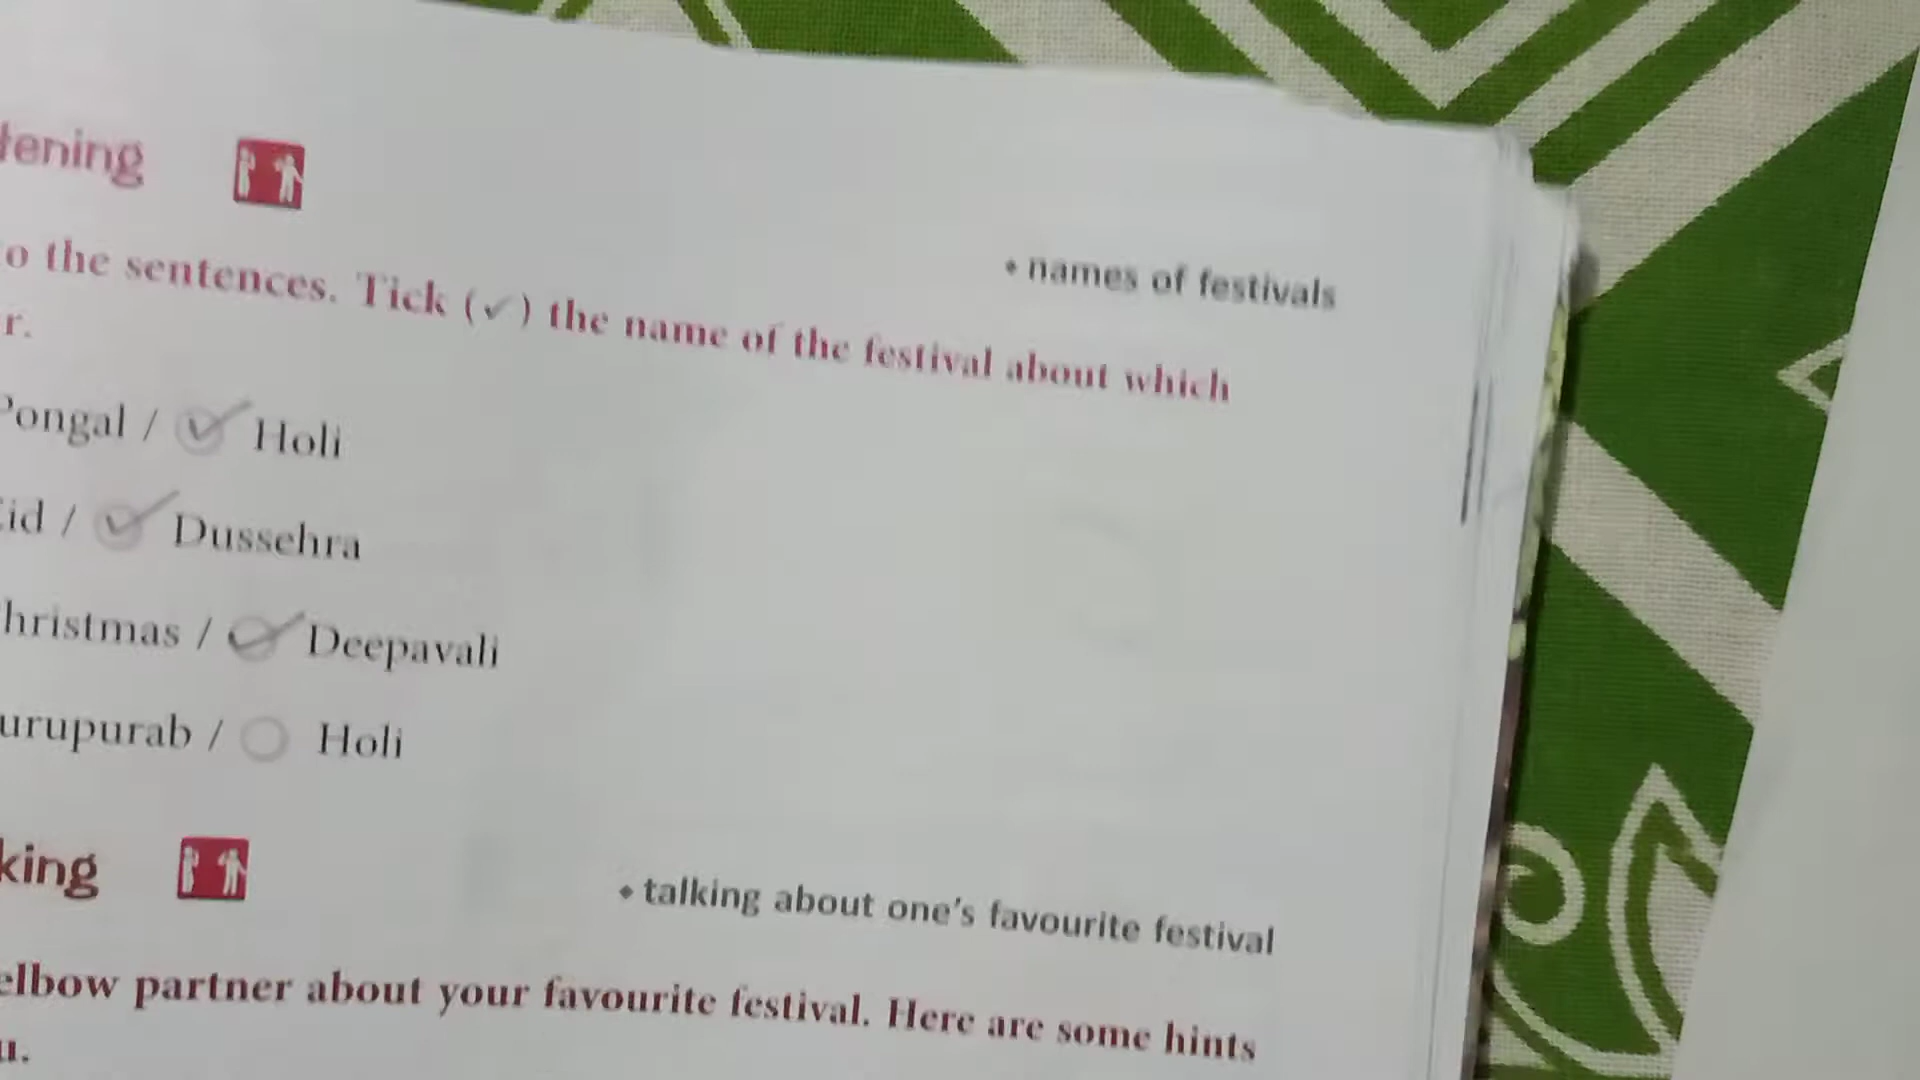 tening
• names of festivals
o the sentences. Tick (✓) the name of the festival about which
r.
Pongal / ✓ Holi
Eid / ✓ Dussehra
hristmas / ✓ Deepavali
urupurab / ○ Holi
king
• talking about one's favourite festival
elbow partner about your favourite festival. Here are some hints
u.